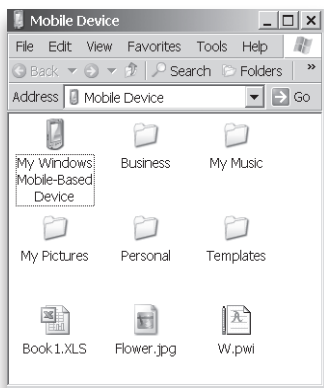 Mobile Device
File Edit View Favorites Tools Help
Back Search Folders »
Address Mobile Device Go
My Windows
Mobile-Based
Device
Business
My Music
My Pictures
Personal
Templates
Book1.XLS
Flower.jpg
W.pwi